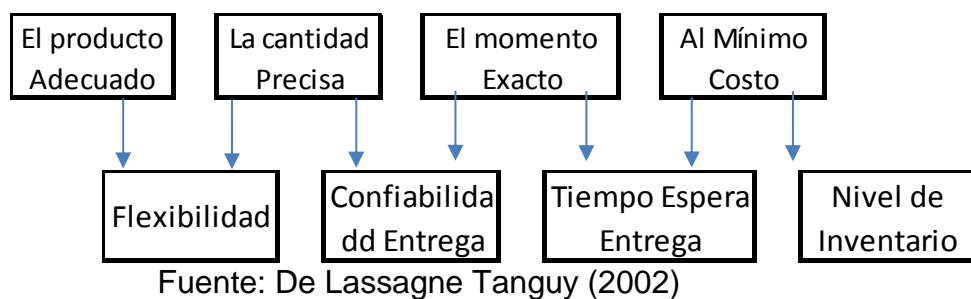 El producto
Adecuado
La cantidad
Precisa
El momento
Exacto
Al Mínimo
Costo
Flexibilidad
Confiabilida
dd Entrega
Tiempo Espera
Entrega
Nivel de
Inventario
Fuente: De Lassagne Tanguy (2002)